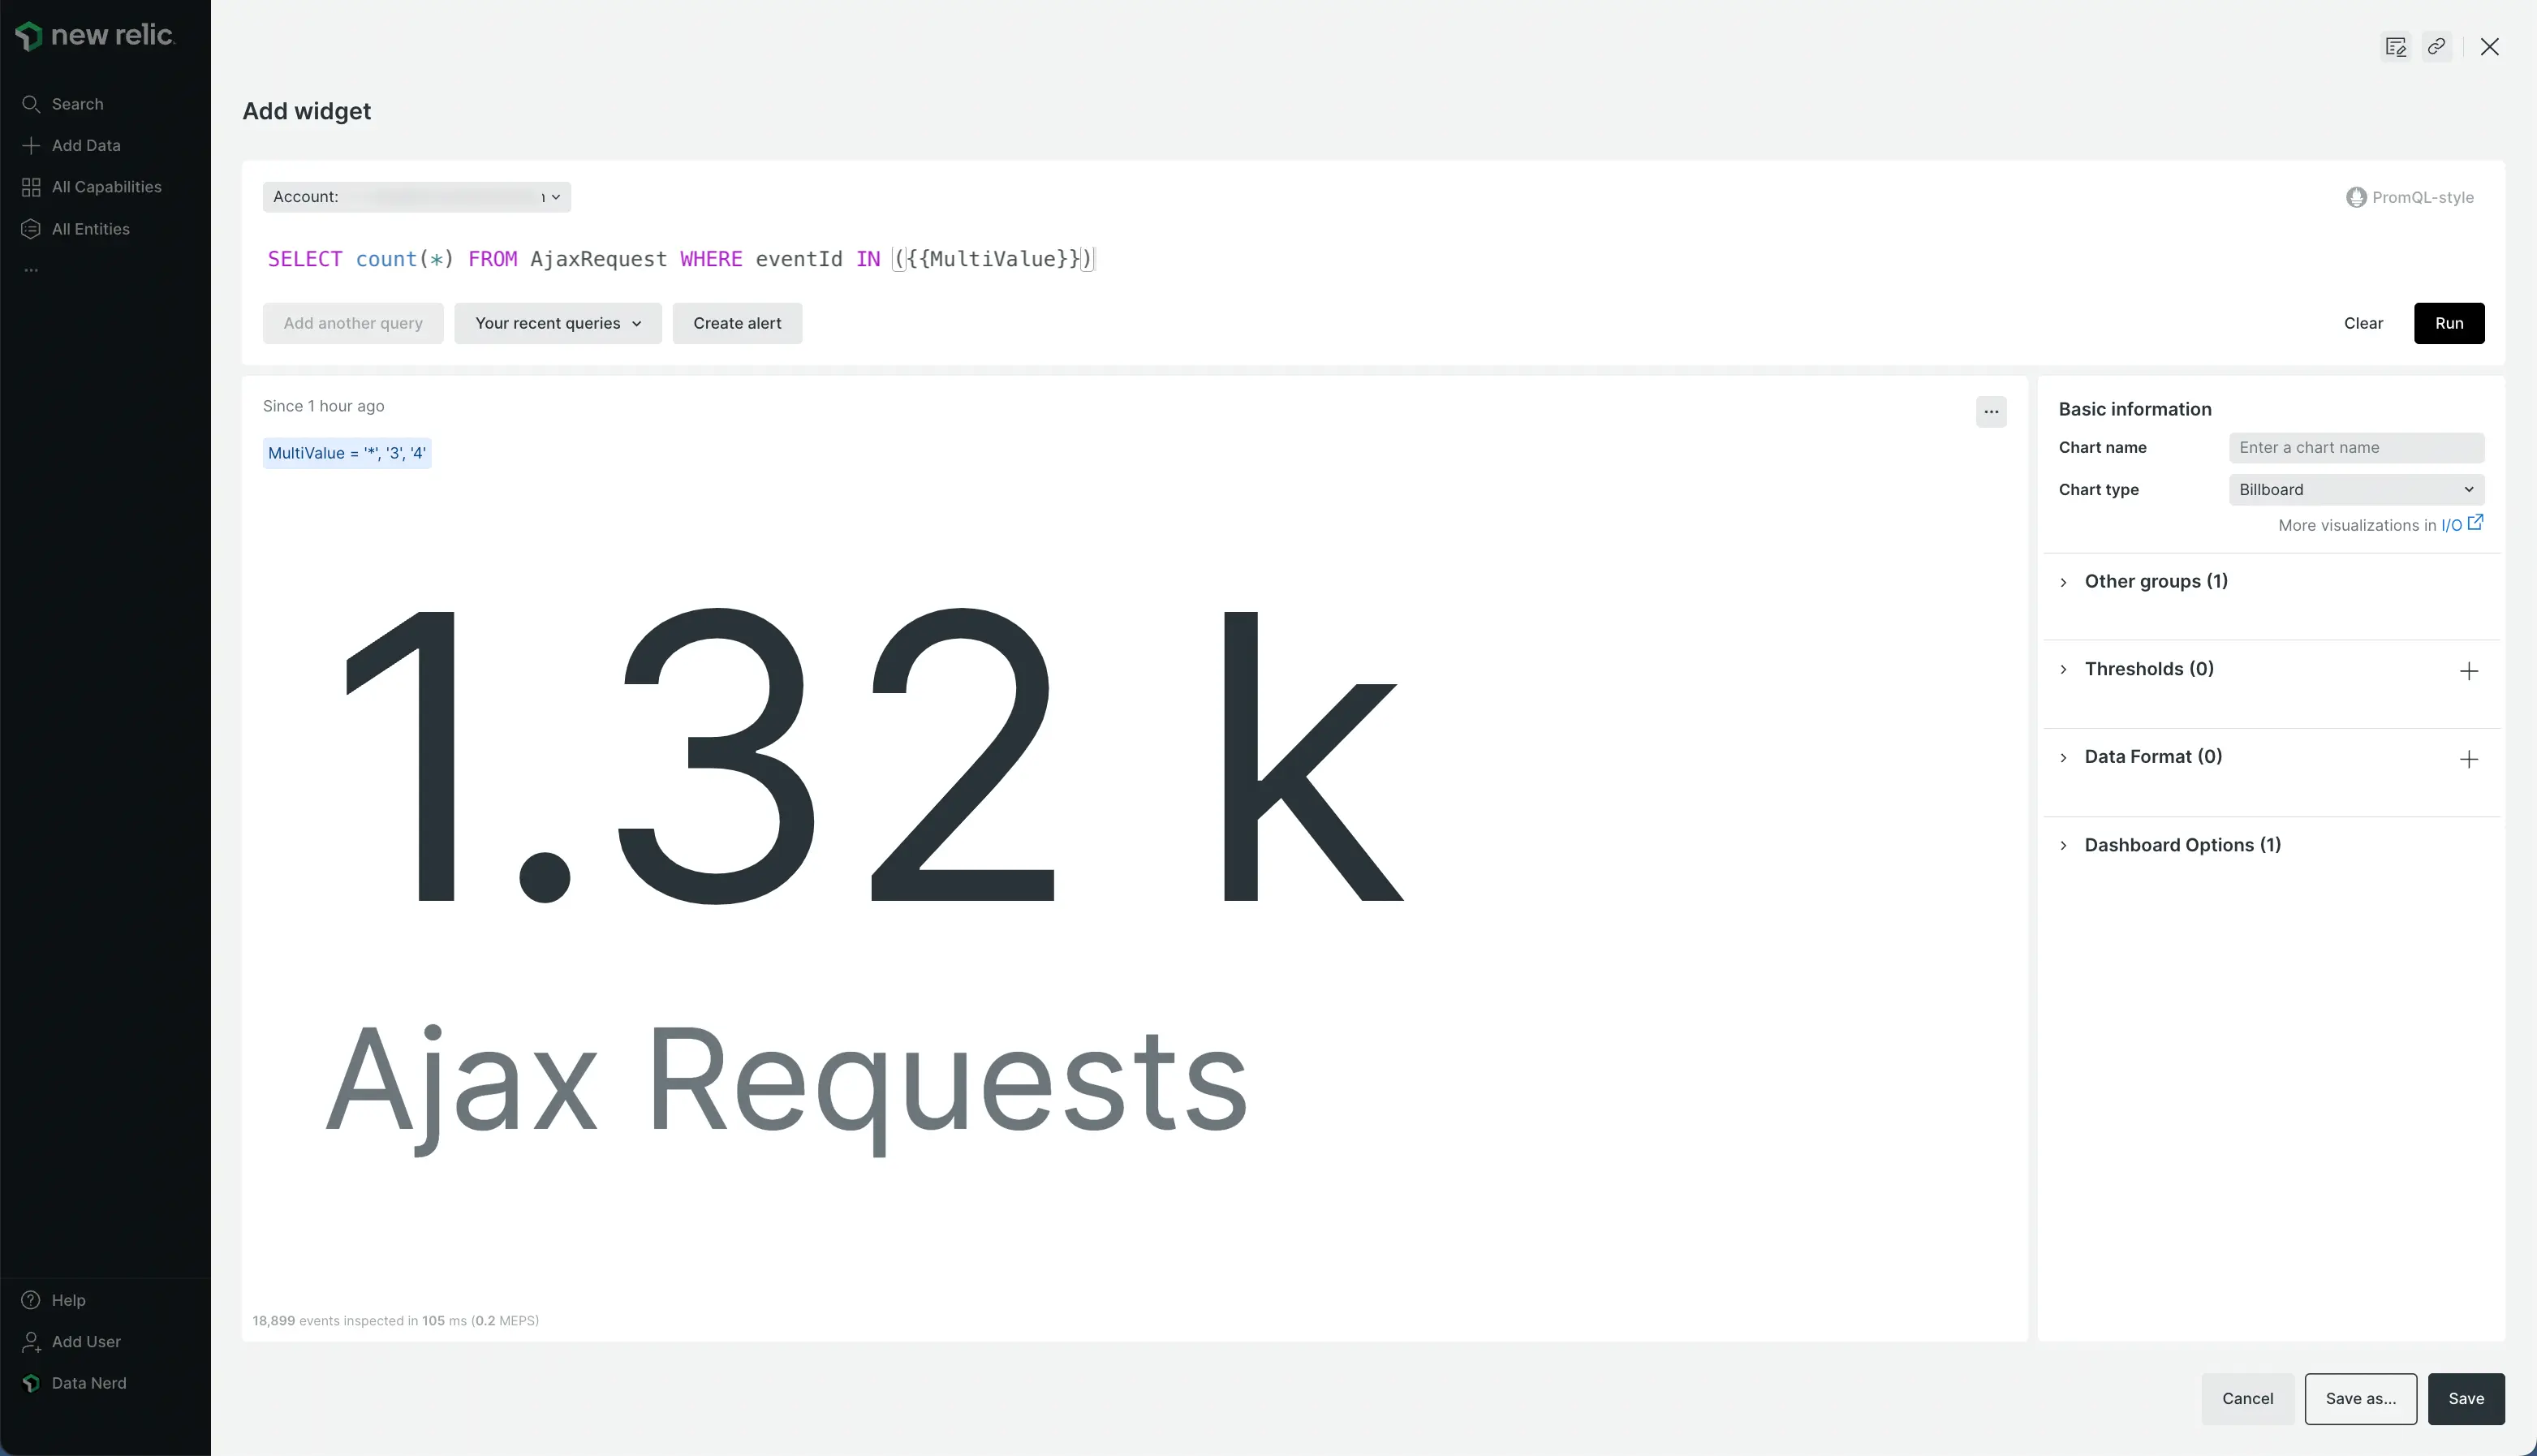 new relic.
Search
Add Data
All Capabilities
All Entities
...
Help
Add User
Data Nerd
Add widget
Account:
PromQL-style
SELECT count(*) FROM AjaxRequest WHERE eventId IN ({{MultiValue}})
Add another query
Your recent queries
Create alert
Clear
Run
Since 1 hour ago
...
MultiValue = '*', '3', '4'
1.32 k
Ajax Requests
18,899 events inspected in 105 ms (0.2 MEPS)
Basic information
Chart name
Enter a chart name
Chart type
Billboard
More visualizations in I/O
Other groups (1)
Thresholds (0)
Data Format (0)
Dashboard Options (1)
Cancel
Save as...
Save